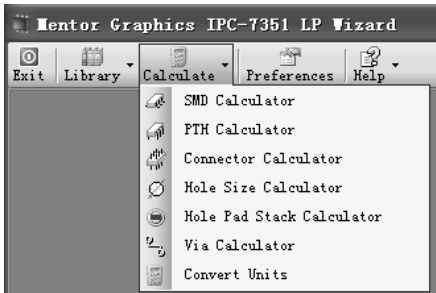 Mentor Graphics IPC-7351 LP Wizard
Exit Library Calculate Preferences Help
SMD Calculator
PTH Calculator
Connector Calculator
Hole Size Calculator
Hole Pad Stack Calculator
Via Calculator
Convert Units